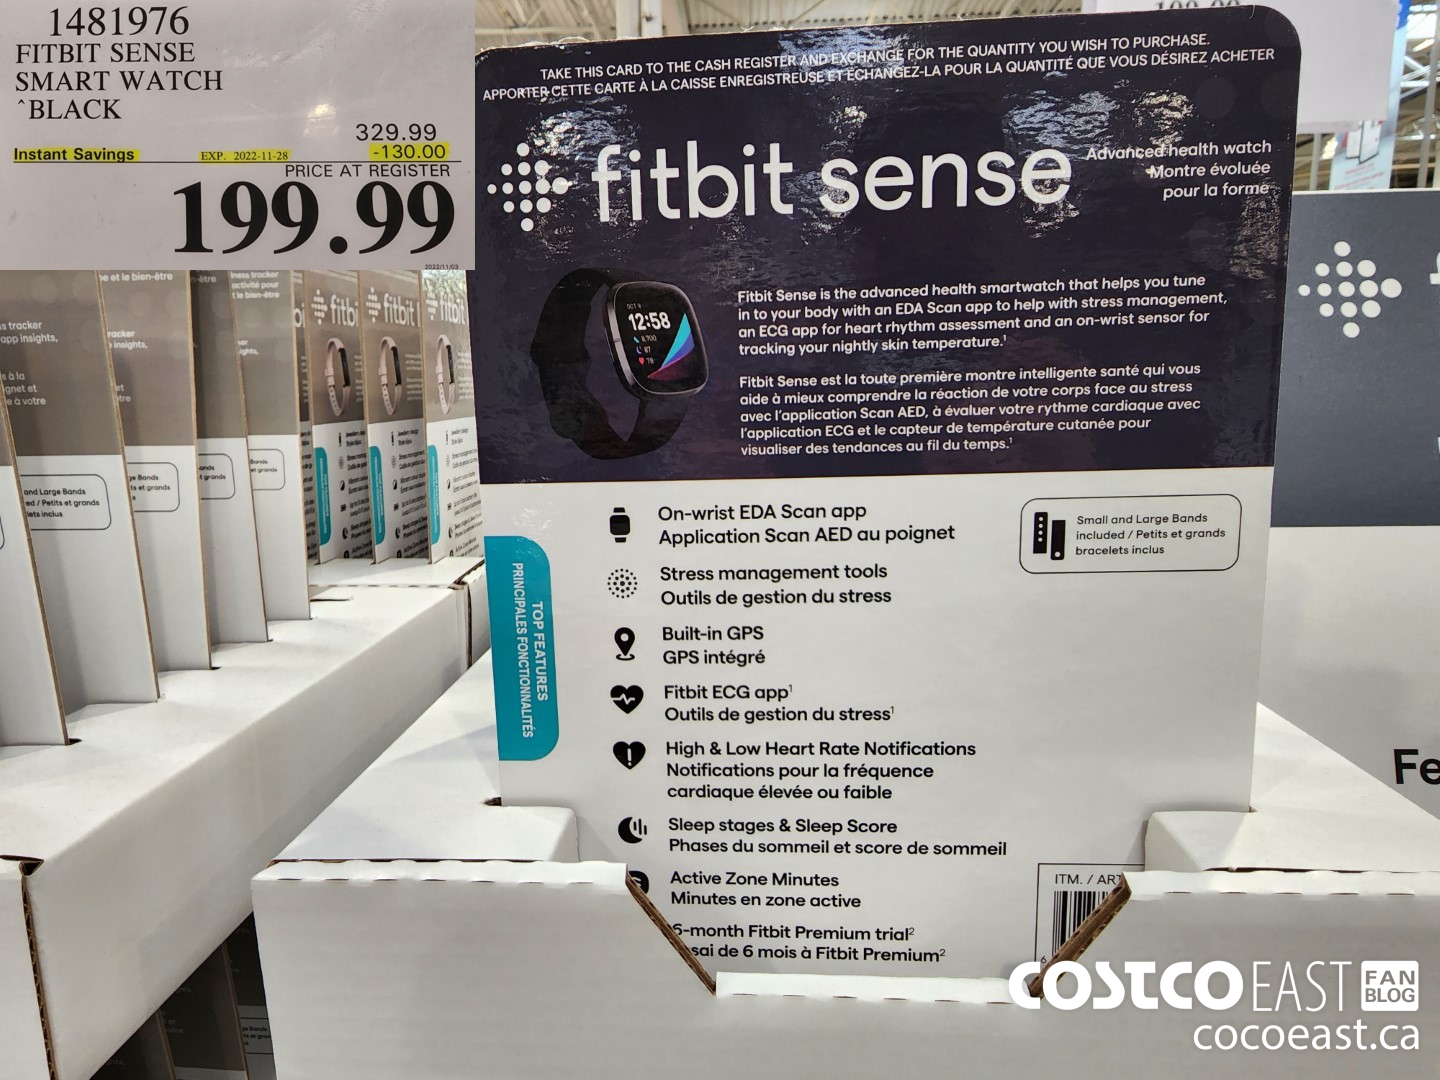 1481976
FITBIT SENSE
SMART WATCH
^BLACK
329.99
Instant Savings EXP. 2022-11-28 -130.00
PRICE AT REGISTER
199.99
2022/11/03
TAKE THIS CARD TO THE CASH REGISTER AND EXCHANGE FOR THE QUANTITY YOU WISH TO PURCHASE.
APPORTER CETTE CARTE À LA CAISSE ENREGISTREUSE ET ÉCHANGEZ-LA POUR LA QUANTITÉ QUE VOUS DÉSIREZ ACHETER
fitbit sense
Advanced health watch
Montre évoluée
pour la forme
12:58
Fitbit Sense is the advanced health smartwatch that helps you tune
in to your body with an EDA Scan app to help with stress management,
an ECG app for heart rhythm assessment and an on-wrist sensor for
tracking your nightly skin temperature.¹
Fitbit Sense est la toute première montre intelligente santé qui vous
aide à mieux comprendre la réaction de votre corps face au stress
avec l'application Scan AED, à évaluer votre rythme cardiaque avec
l'application ECG et le capteur de température cutanée pour
visualiser des tendances au fil du temps.¹
TOP FEATURES
PRINCIPALES FONCTIONNALITÉS
On-wrist EDA Scan app
Application Scan AED au poignet
Small and Large Bands
included / Petits et grands
bracelets inclus
Stress management tools
Outils de gestion du stress
Built-in GPS
GPS intégré
Fitbit ECG app¹
Outils de gestion du stress¹
High & Low Heart Rate Notifications
Notifications pour la fréquence
cardiaque élevée ou faible
Sleep stages & Sleep Score
Phases du sommeil et score de sommeil
Active Zone Minutes
Minutes en zone active
6-month Fitbit Premium trial²
sai de 6 mois à Fitbit Premium²
ITM. / ART
Fe
and Large Bands
ed / Petits et grands
lets inclus
COSTCO EAST FAN BLOG
cocoeast.ca